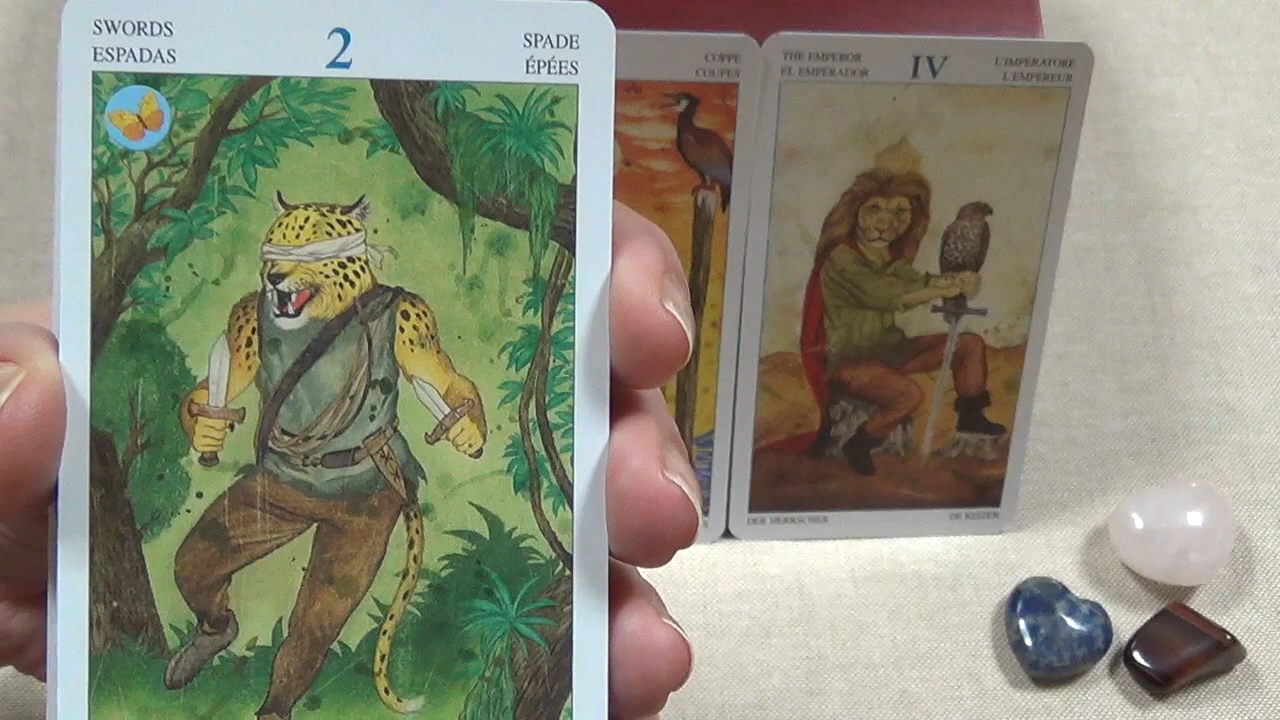 SWORDS
ESPADAS
2
SPADE
ÉPÉES
COPPE
COUPES
THE EMPEROR
EL EMPERADOR
IV
L'IMPERATORE
L'EMPEREUR
DER HERRSCHER
DE KEIZER